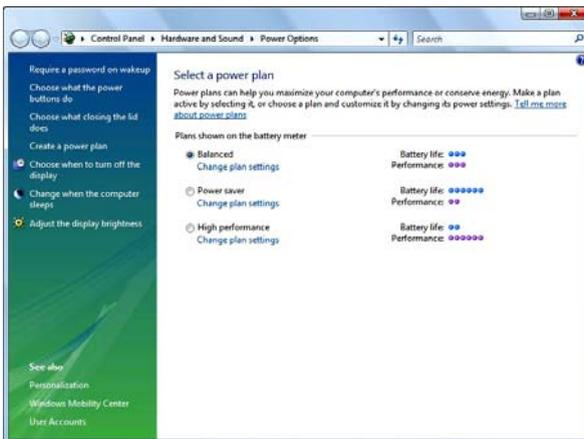 Control Panel ▸ Hardware and Sound ▸ Power Options
Search
Require a password on wakeup
Choose what the power
buttons do
Choose what closing the lid
does
Create a power plan
Choose when to turn off the
display
Change when the computer
sleeps
Adjust the display brightness
See also
Personalization
Windows Mobility Center
User Accounts
Select a power plan
Power plans can help you maximize your computer's performance or conserve energy. Make a plan
active by selecting it, or choose a plan and customize it by changing its power settings. Tell me more
about power plans
Plans shown on the battery meter
Balanced Battery life:
Change plan settings Performance:
Power saver Battery life:
Change plan settings Performance:
High performance Battery life:
Change plan settings Performance: